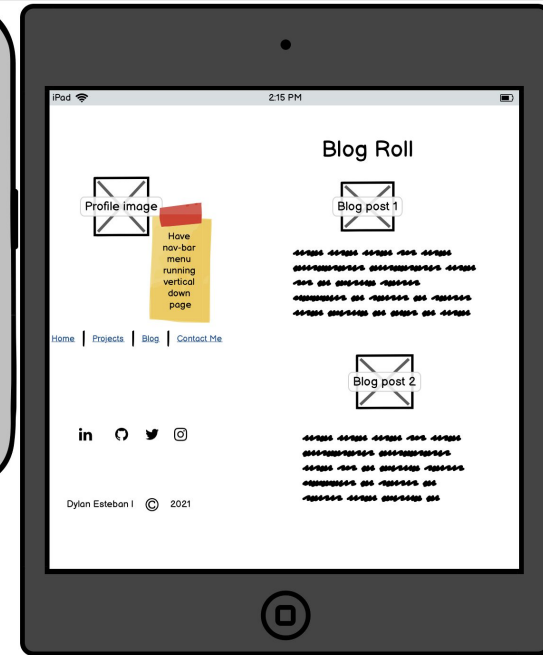 iPad
2:15 PM
Blog Roll
Profile image
Have
nav-bar
menu
running
vertical
down
page
Home | Projects | Blog | Contact Me
in
Dylan Esteban I © 2021
Blog post 1
Blog post 2